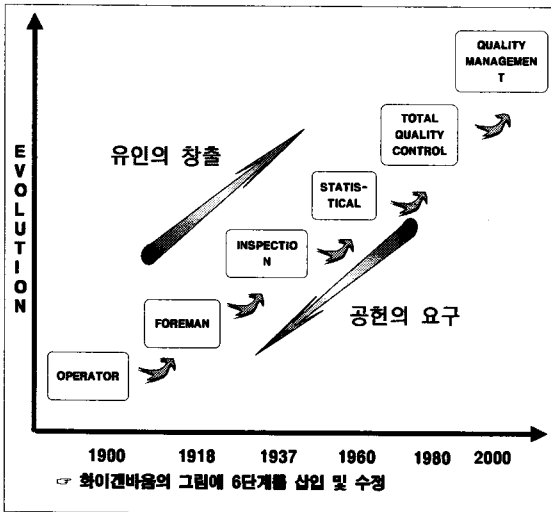 QUALITY
MANAGEMEN
T
TOTAL
QUALITY
CONTROL
유인의 창출
STATIS-
TICAL
INSPECTIO
N
공헌의 요구
FOREMAN
OPERATOR
EVOLUTION
1900 1918 1937 1960 1980 2000
☞ 화이겐바움의 그림에 6단계를 삽입 및 수정